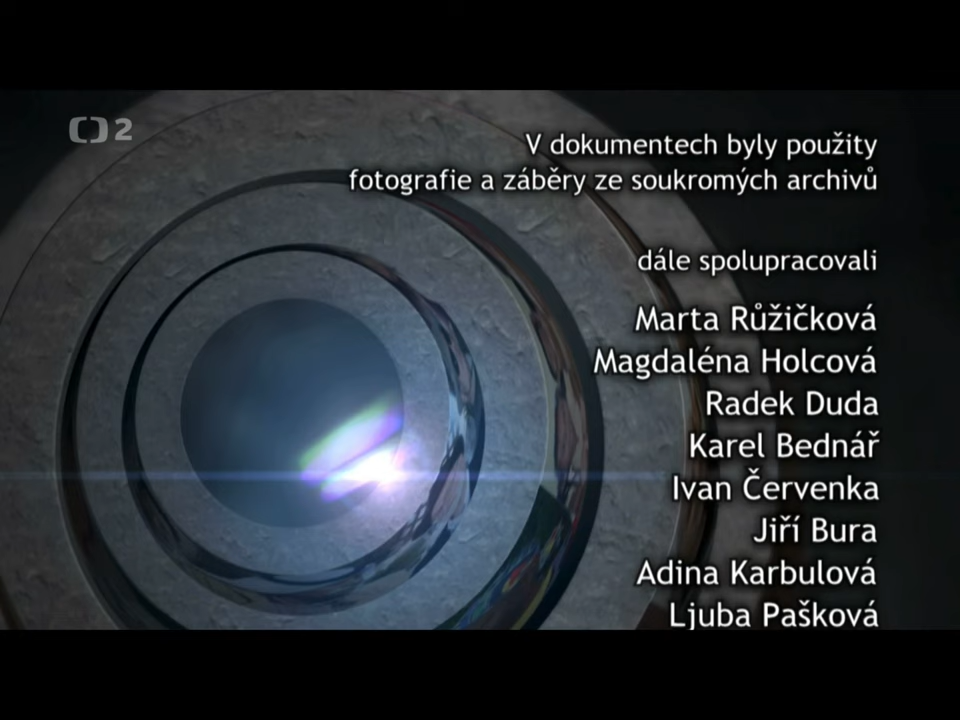 2
V dokumentech byly použity
fotografie a záběry ze soukromých archivů
dále spolupracovali
Marta Růžičková
Magdaléna Holcová
Radek Duda
Karel Bednář
Ivan Červenka
Jiří Bura
Adina Karbulová
Ljuba Pašková